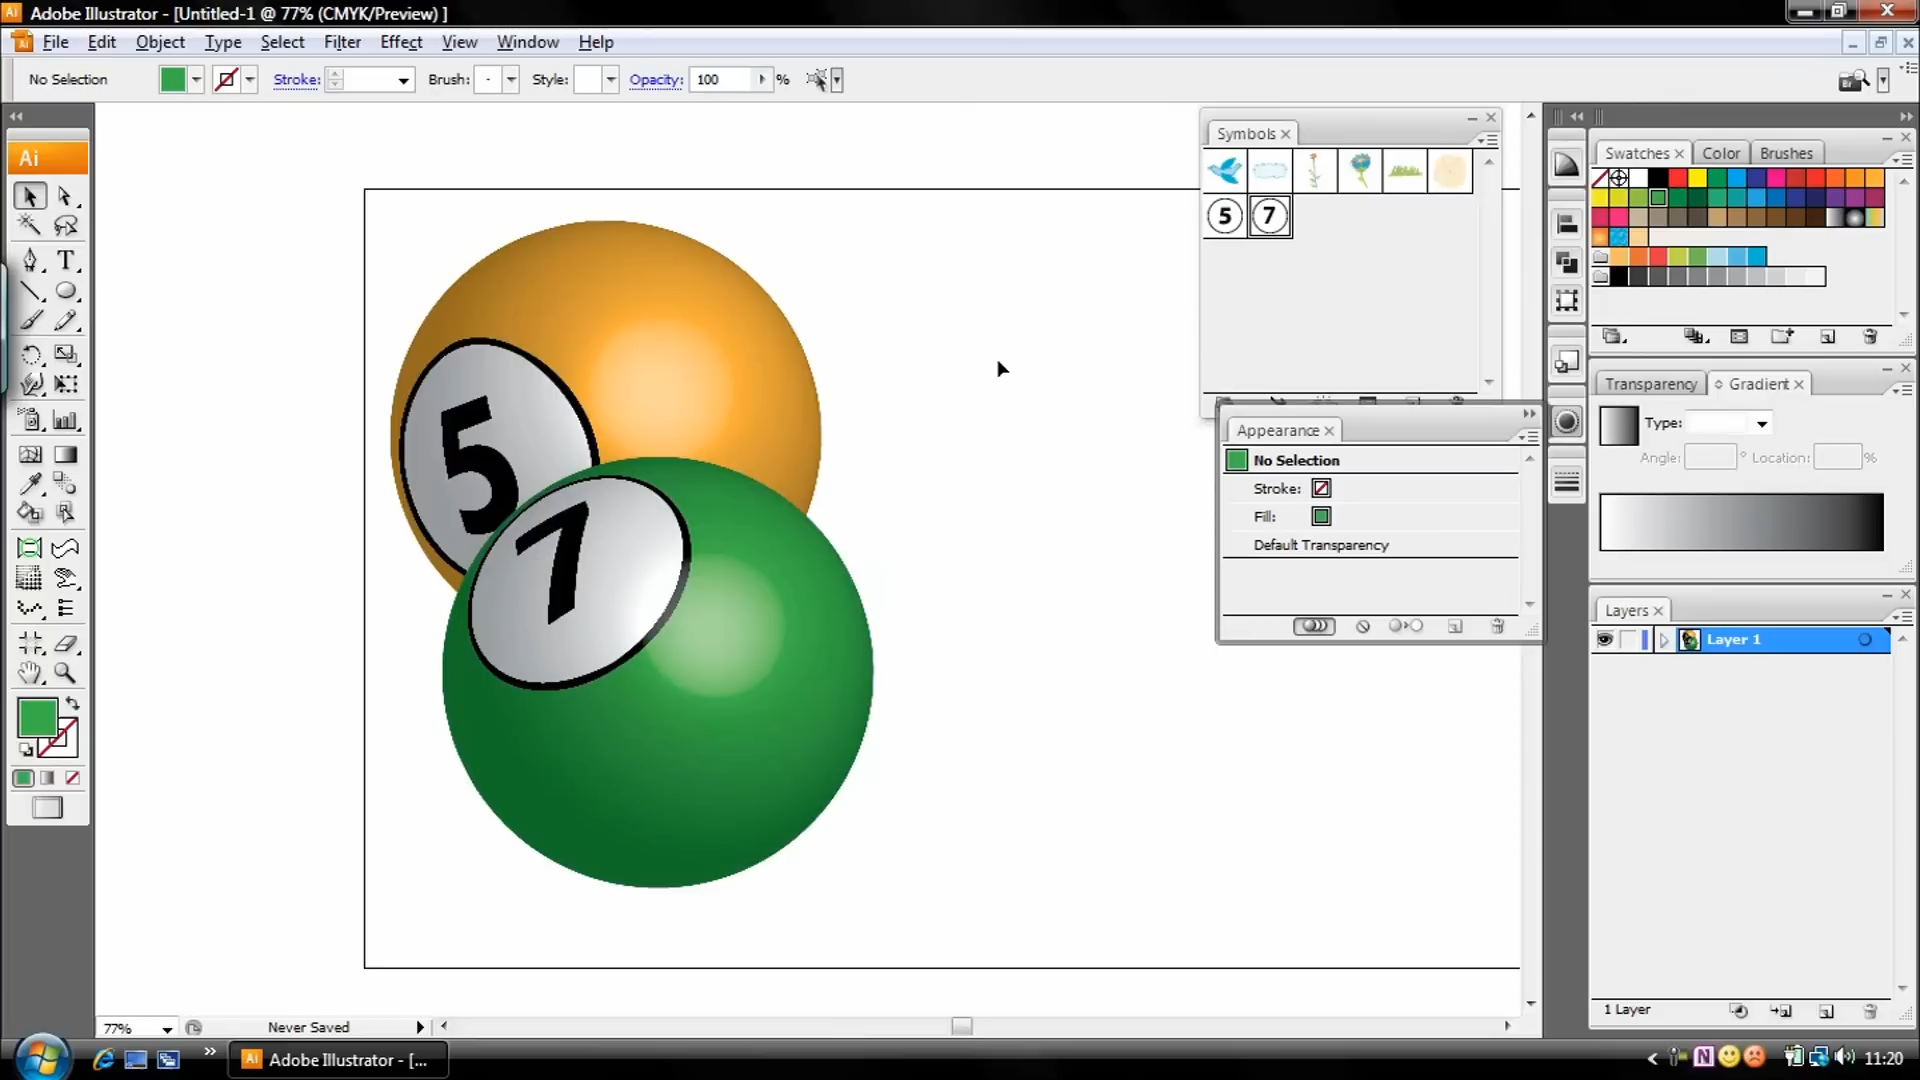 Adobe Illustrator - [Untitled-1 @ 77% (CMYK/Preview) ]
File Edit Object Type Select Filter Effect View Window Help
No Selection Stroke: Brush: Style: Opacity: 100 %
Ai
Symbols
5 7
Swatches Color Brushes
5
7
Appearance
No Selection
Stroke:
Fill:
Default Transparency
Transparency Gradient
Type:
Angle: ° Location: %
Layers
Layer 1
1 Layer
77% Never Saved
Adobe Illustrator - [...
11:20